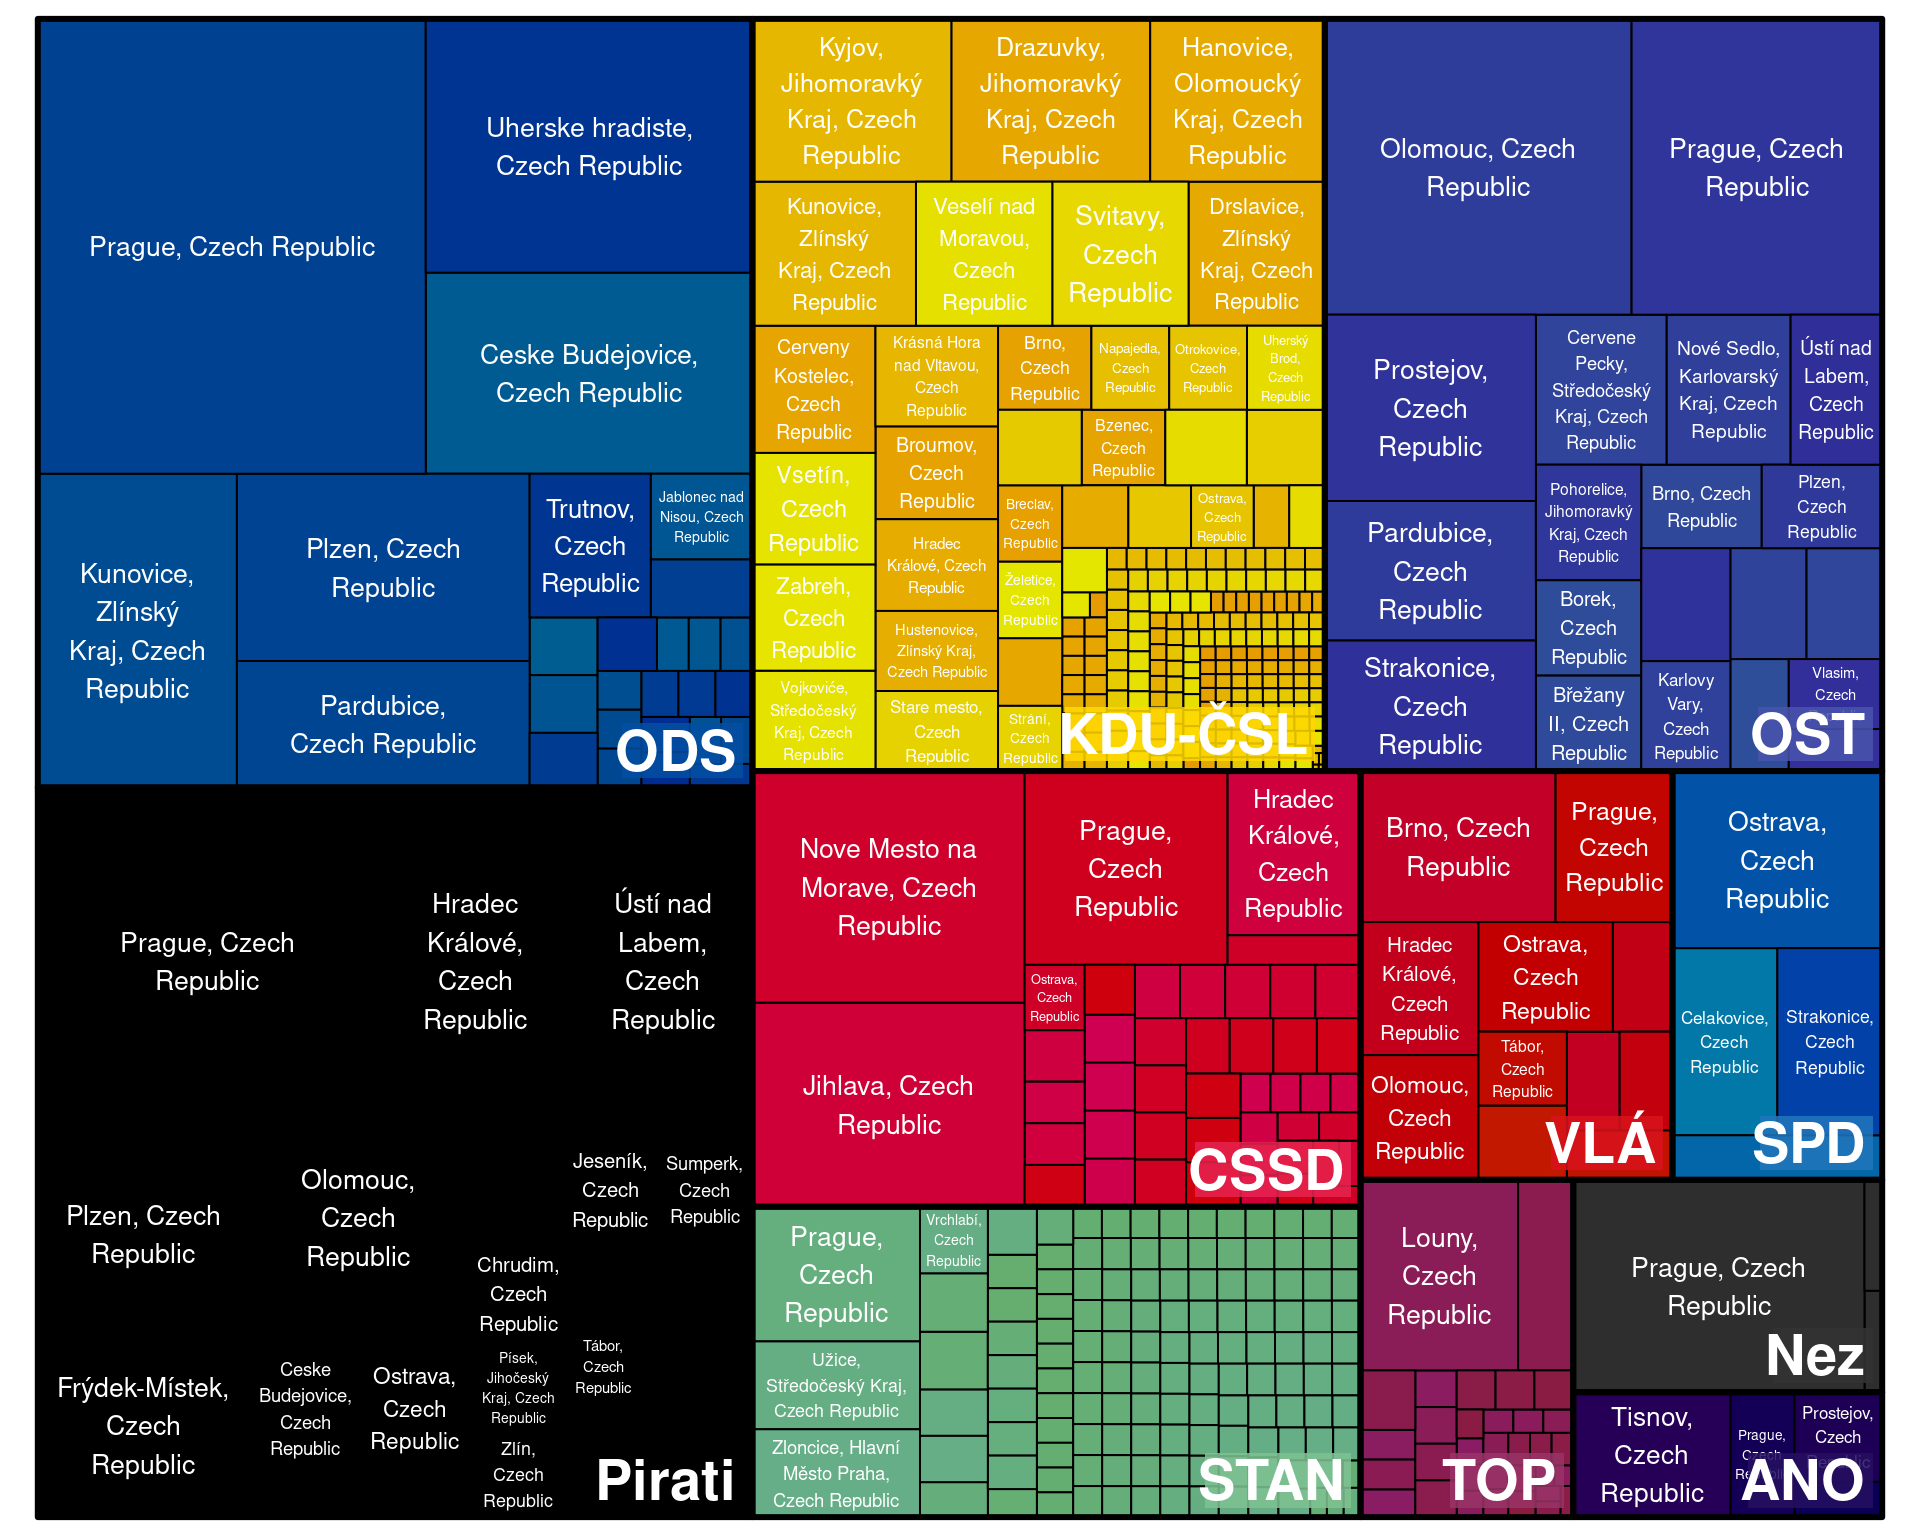 Prague, Czech Republic
Uherske hradiste,
Czech Republic
Ceske Budejovice,
Czech Republic
Kunovice,
Zlínský
Kraj, Czech
Republic
Plzen, Czech
Republic
Pardubice,
Czech Republic
Trutnov,
Czech
Republic
Jablonec nad
Nisou, Czech
Republic
ODS
Kyjov,
Jihomoravký
Kraj, Czech
Republic
Drazuvky,
Jihomoravký
Kraj, Czech
Republic
Hanovice,
Olomoucký
Kraj, Czech
Republic
Kunovice,
Zlínský
Kraj, Czech
Republic
Veselí nad
Moravou,
Czech
Republic
Svitavy,
Czech
Republic
Drslavice,
Zlínský
Kraj, Czech
Republic
Cerveny
Kostelec,
Czech
Republic
Krásná Hora
nad Vltavou,
Czech
Republic
Brno,
Czech
Republic
Napajedla,
Czech
Republic
Otrokovice,
Czech
Republic
Uherský
Brod,
Czech
Republic
Bzenec,
Czech
Republic
Vsetín,
Czech
Republic
Broumov,
Czech
Republic
Breclav,
Czech
Republic
Ostrava,
Czech
Republic
Hradec
Králové, Czech
Republic
Zabreh,
Czech
Republic
Želetice,
Czech
Republic
Hustenovice,
Zlínský Kraj,
Czech Republic
Vojkoviće,
Středočeský
Kraj, Czech
Republic
Stare mesto,
Czech
Republic
Strání,
Czech
Republic
KDU-ČSL
Olomouc, Czech
Republic
Prague, Czech
Republic
Prostejov,
Czech
Republic
Cervene
Pecky,
Středočeský
Kraj, Czech
Republic
Nové Sedlo,
Karlovarský
Kraj, Czech
Republic
Ústí nad
Labem,
Czech
Republic
Pohorelice,
Jihomoravký
Kraj, Czech
Republic
Brno, Czech
Republic
Plzen,
Czech
Republic
Pardubice,
Czech
Republic
Borek,
Czech
Republic
Strakonice,
Czech
Republic
Břežany
II, Czech
Republic
Karlovy
Vary,
Czech
Republic
Vlasim,
Czech
OST
Prague, Czech
Republic
Hradec
Králové,
Czech
Republic
Ústí nad
Labem,
Czech
Republic
Plzen, Czech
Republic
Olomouc,
Czech
Republic
Jeseník,
Czech
Republic
Sumperk,
Czech
Republic
Chrudim,
Czech
Republic
Frýdek-Místek,
Czech
Republic
Ceske
Budejovice,
Czech
Republic
Ostrava,
Czech
Republic
Písek,
Jihočeský
Kraj, Czech
Republic
Tábor,
Czech
Republic
Zlín,
Czech
Republic
Pirati
Nove Mesto na
Morave, Czech
Republic
Prague,
Czech
Republic
Hradec
Králové,
Czech
Republic
Ostrava,
Czech
Republic
Jihlava, Czech
Republic
CSSD
Brno, Czech
Republic
Prague,
Czech
Republic
Hradec
Králové,
Czech
Republic
Ostrava,
Czech
Republic
Tábor,
Czech
Republic
Olomouc,
Czech
Republic
VLÁ
Ostrava,
Czech
Republic
Celakovice,
Czech
Republic
Strakonice,
Czech
Republic
SPD
Prague,
Czech
Republic
Vrchlabí,
Czech
Republic
Užice,
Středočeský Kraj,
Czech Republic
Zloncice, Hlavní
Město Praha,
Czech Republic
STAN
Louny,
Czech
Republic
TOP
Prague, Czech
Republic
Nez
Tisnov,
Czech
Republic
Prague,
Czech
Prostejov,
Czech
ANO